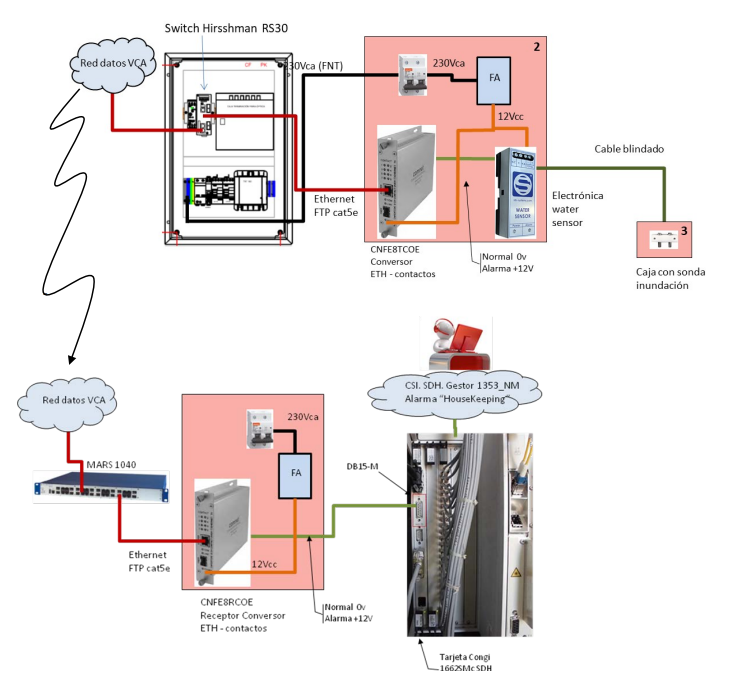 Switch Hirsshman RS30
Red datos VCA
CF PK
230Vca (FNT)
2
230Vca
FA
12Vcc
Cable blindado
Ethernet
FTP cat5e
WATER
SENSOR
Electrónica
water
sensor
3
CNFE8TCOE
Conversor
ETH - contactos
Normal 0v
Alarma +12V
Caja con sonda
inundación
CSI. SDH. Gestor 1353_NM
Alarma "HouseKeeping"
Red datos VCA
230Vca
MARS 1040
FA
DB15-M
Ethernet
FTP cat5e
12Vcc
CNFE8RCOE
Receptor Conversor
ETH - contactos
Normal 0v
Alarma +12V
Tarjeta Congi
1662SMc SDH